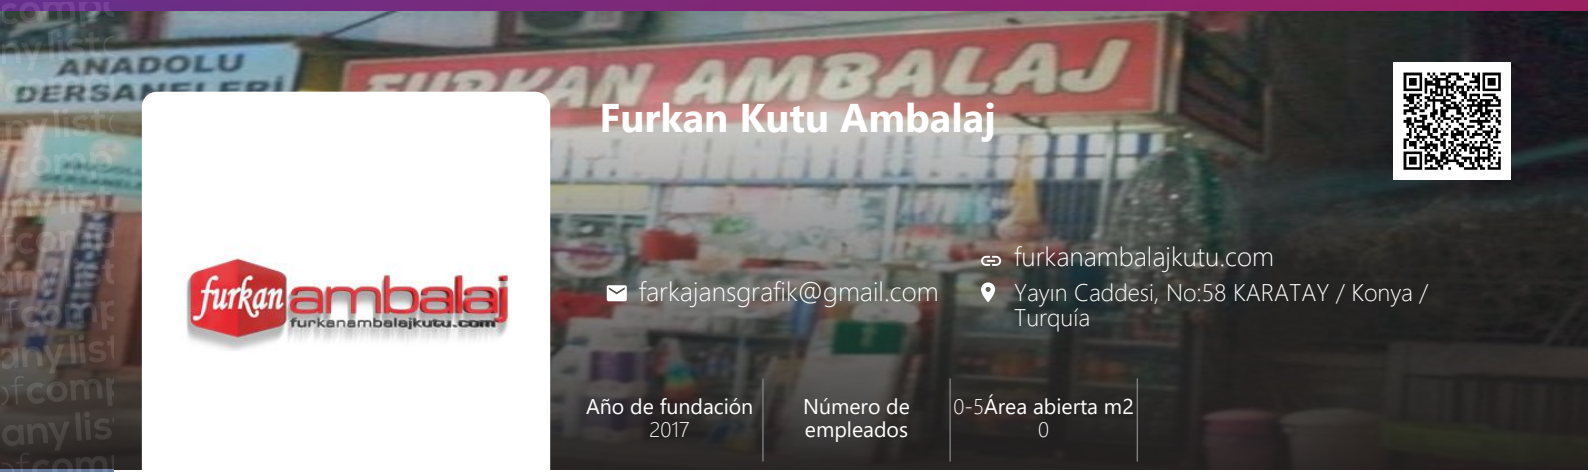 ANADOLU
DERSANELERİ
FURKAN AMBALAJ
Furkan Kutu Ambalaj
furkan ambalaj
furkanambalajkutu.com
furkanambalajkutu.com
farkajansgrafik@gmail.com
Yayın Caddesi, No:58 KARATAY / Konya /
Turquía
Año de fundación
2017
Número de
empleados
0-5
Área abierta m2
0